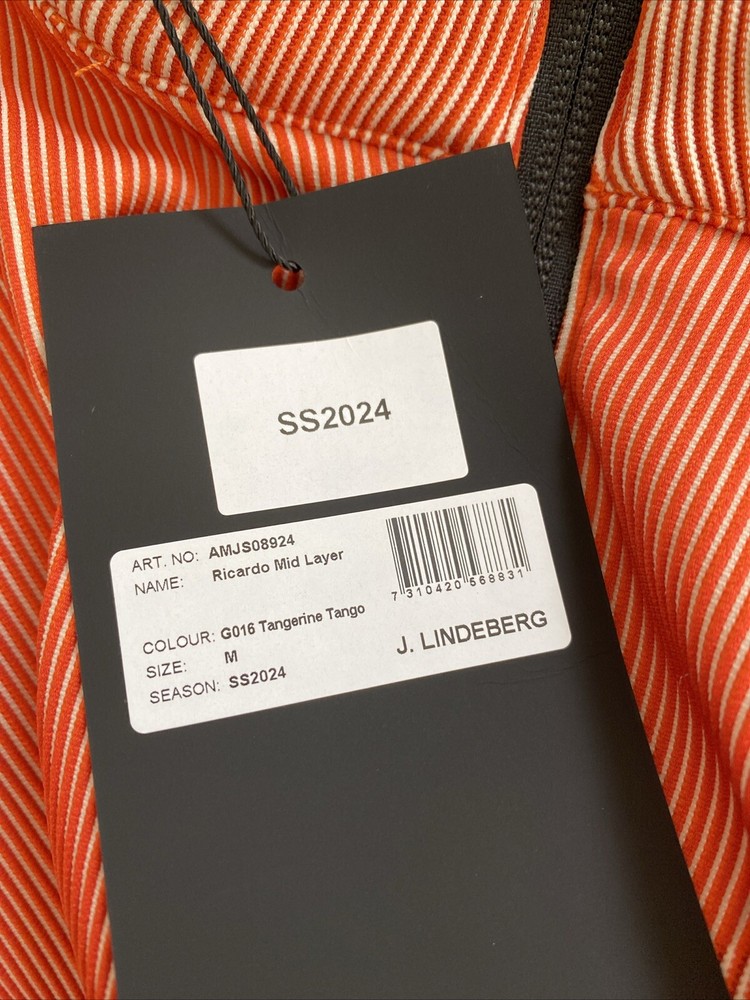 SS2024
ART. NO: AMJS08924
NAME: Ricardo Mid Layer
COLOUR: G016 Tangerine Tango
SIZE: M
SEASON: SS2024
7 310420 568831
J. LINDEBERG